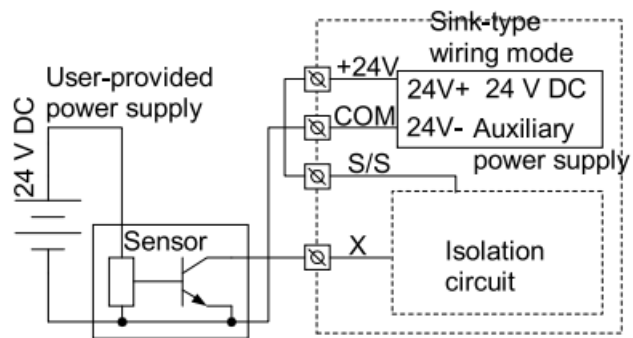 Sink-type
wiring mode
User-provided
power supply
24 V DC
+24V
24V+ 24 V DC
COM
24V- Auxiliary
power supply
S/S
Sensor
X
Isolation
circuit